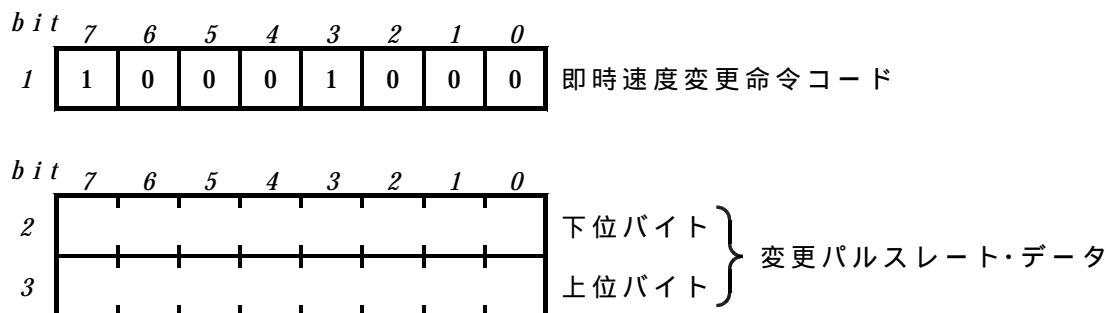 bit 7 6 5 4 3 2 1 0
1 1 0 0 0 1 0 0 0 即時速度変更命令コード
bit 7 6 5 4 3 2 1 0
2 下位バイト
変更パルスレート・データ
3 上位バイト